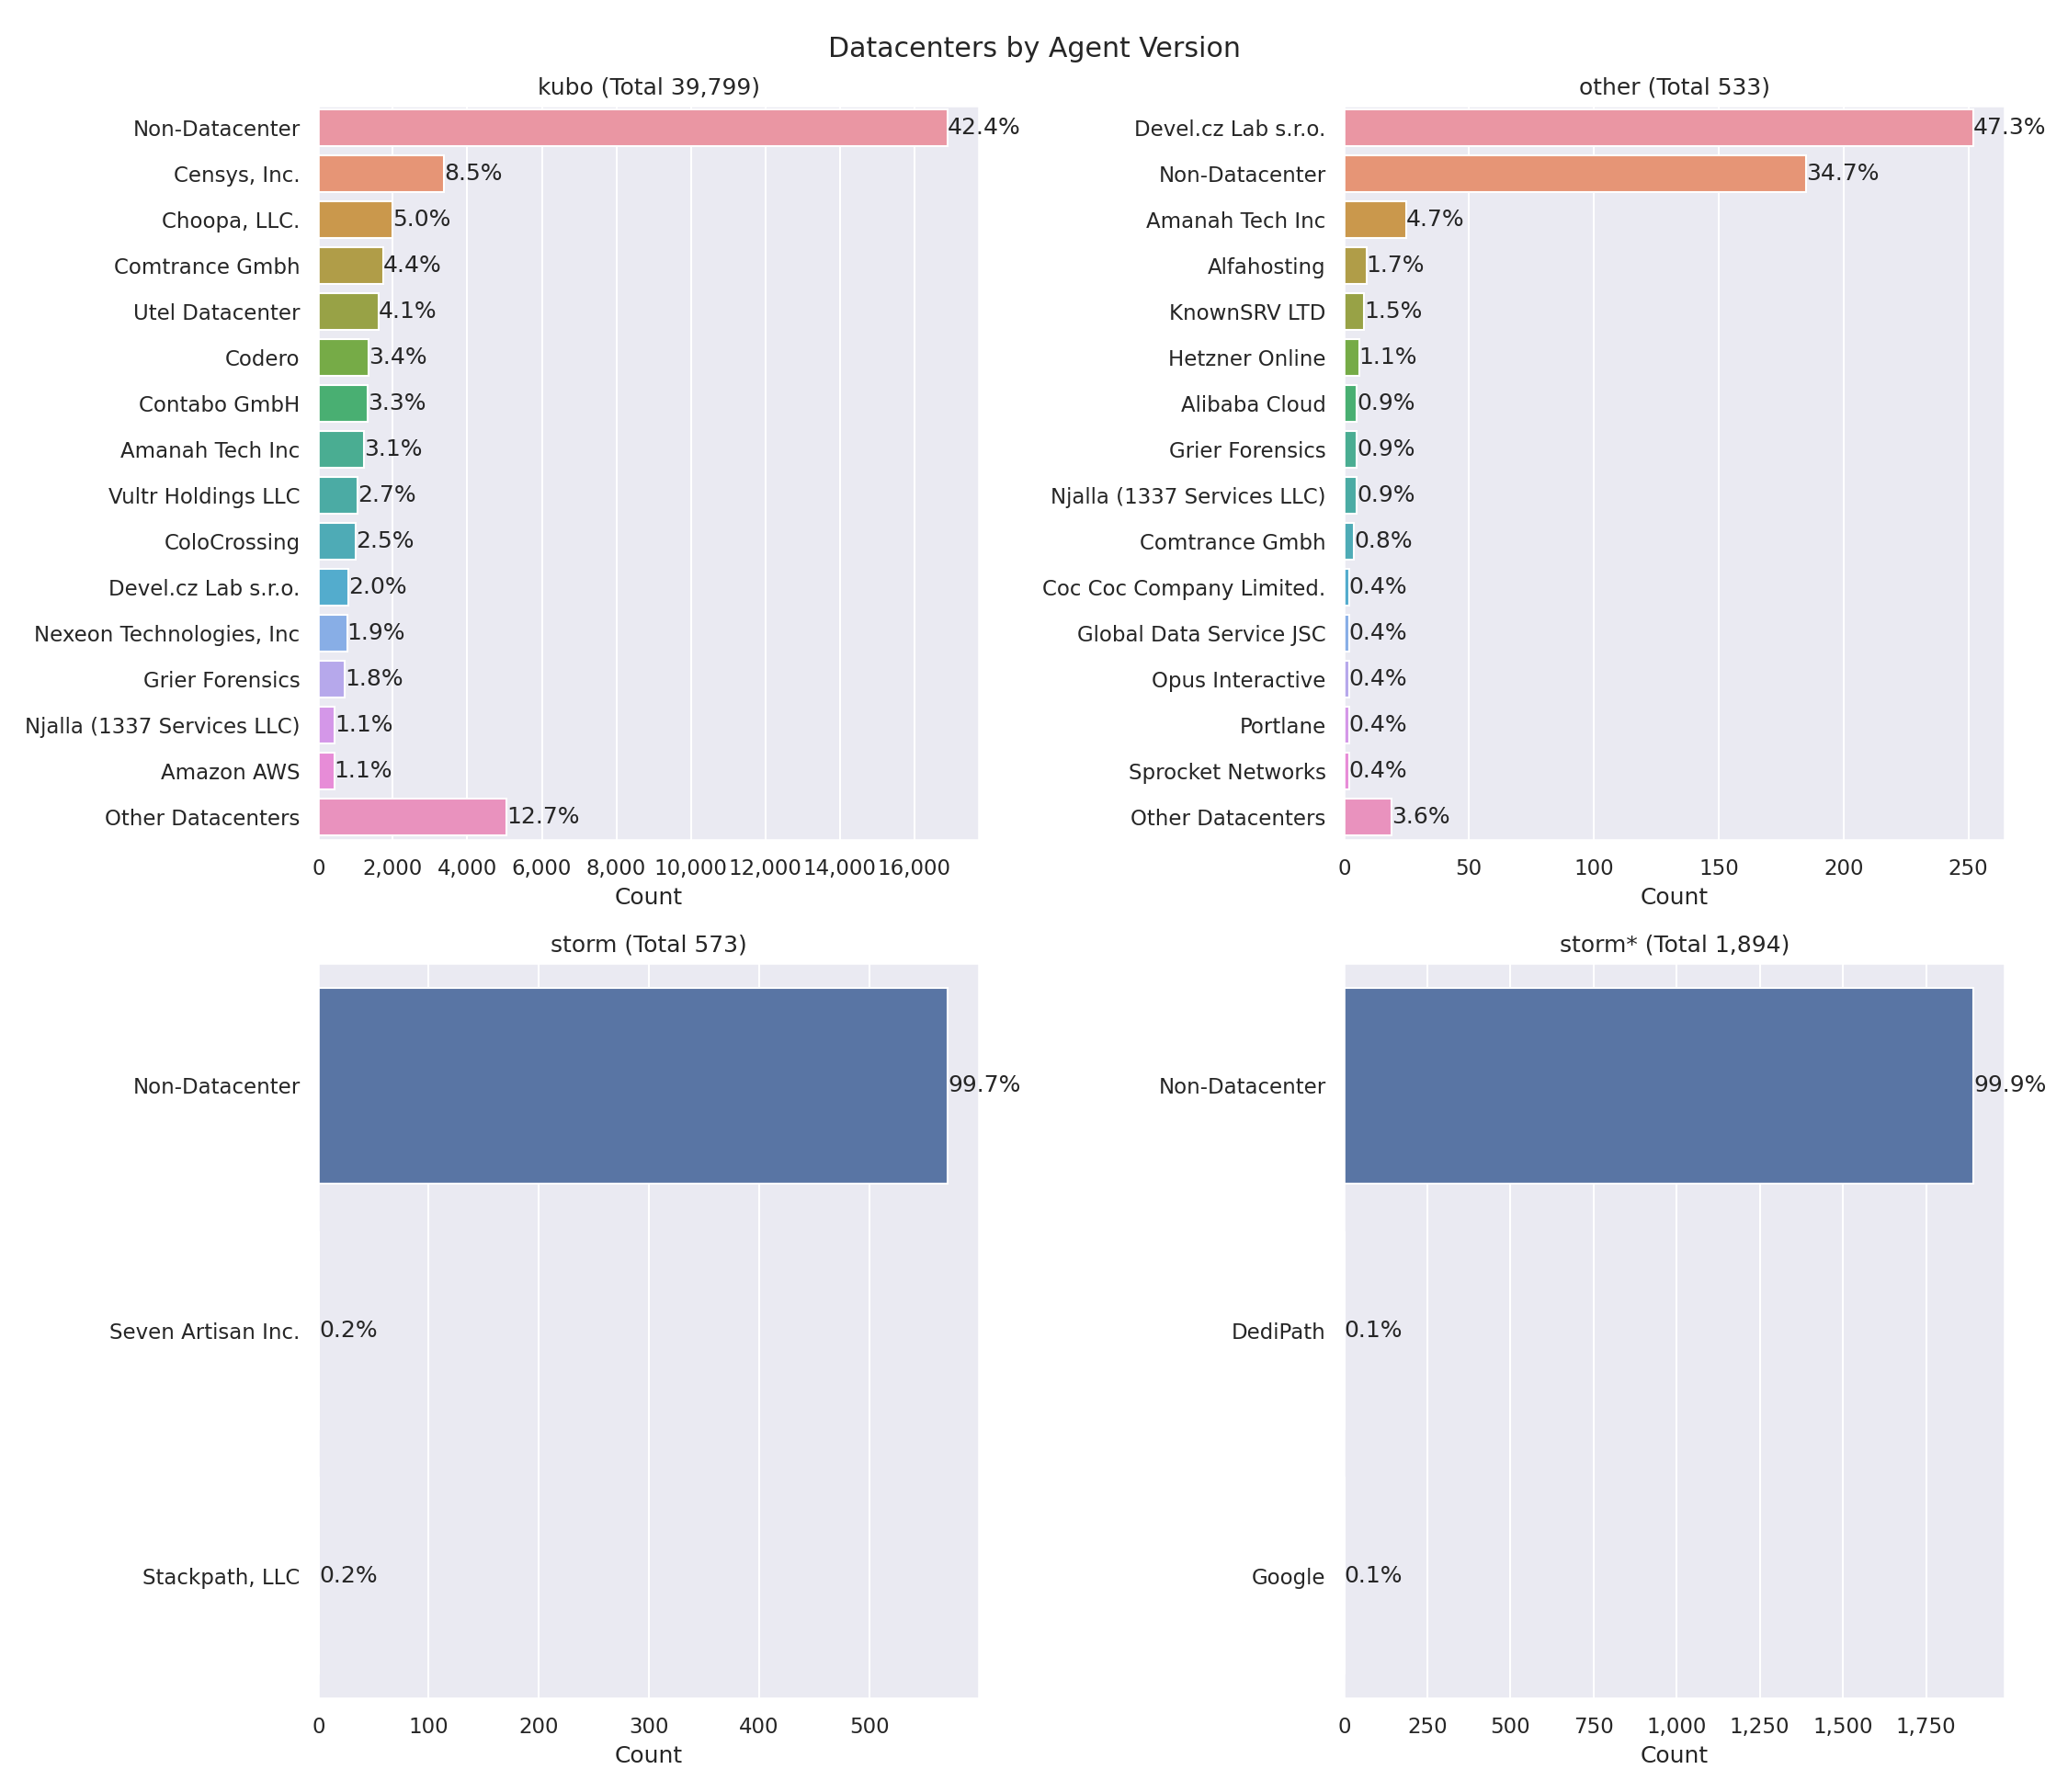 Datacenters by Agent Version
kubo (Total 39,799)
Non-Datacenter 42.4%
Censys, Inc. 8.5%
Choopa, LLC. 5.0%
Comtrance Gmbh 4.4%
Utel Datacenter 4.1%
Codero 3.4%
Contabo GmbH 3.3%
Amanah Tech Inc 3.1%
Vultr Holdings LLC 2.7%
ColoCrossing 2.5%
Devel.cz Lab s.r.o. 2.0%
Nexeon Technologies, Inc 1.9%
Grier Forensics 1.8%
Njalla (1337 Services LLC) 1.1%
Amazon AWS 1.1%
Other Datacenters 12.7%
0 2,000 4,000 6,000 8,000 10,000 12,000 14,000 16,000
Count
other (Total 533)
Devel.cz Lab s.r.o. 47.3%
Non-Datacenter 34.7%
Amanah Tech Inc 4.7%
Alfahosting 1.7%
KnownSRV LTD 1.5%
Hetzner Online 1.1%
Alibaba Cloud 0.9%
Grier Forensics 0.9%
Njalla (1337 Services LLC) 0.9%
Comtrance Gmbh 0.8%
Coc Coc Company Limited. 0.4%
Global Data Service JSC 0.4%
Opus Interactive 0.4%
Portlane 0.4%
Sprocket Networks 0.4%
Other Datacenters 3.6%
0 50 100 150 200 250
Count
storm (Total 573)
Non-Datacenter 99.7%
Seven Artisan Inc. 0.2%
Stackpath, LLC 0.2%
0 100 200 300 400 500
Count
storm* (Total 1,894)
Non-Datacenter 99.9%
DediPath 0.1%
Google 0.1%
0 250 500 750 1,000 1,250 1,500 1,750
Count